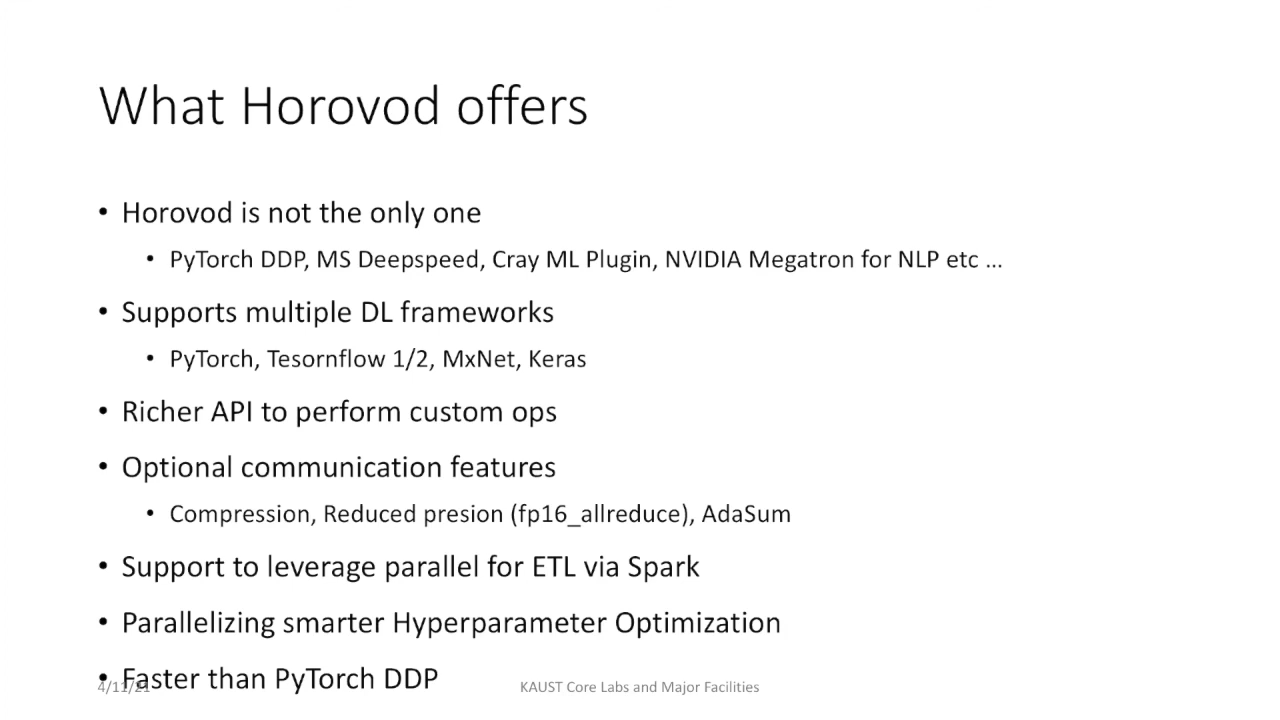 What Horovod offers
• Horovod is not the only one
• PyTorch DDP, MS Deepspeed, Cray ML Plugin, NVIDIA Megatron for NLP etc ...
• Supports multiple DL frameworks
• PyTorch, Tesornflow 1/2, MxNet, Keras
• Richer API to perform custom ops
• Optional communication features
• Compression, Reduced presion (fp16_allreduce), AdaSum
• Support to leverage parallel for ETL via Spark
• Parallelizing smarter Hyperparameter Optimization
• Faster than PyTorch DDP
KAUST Core Labs and Major Facilities